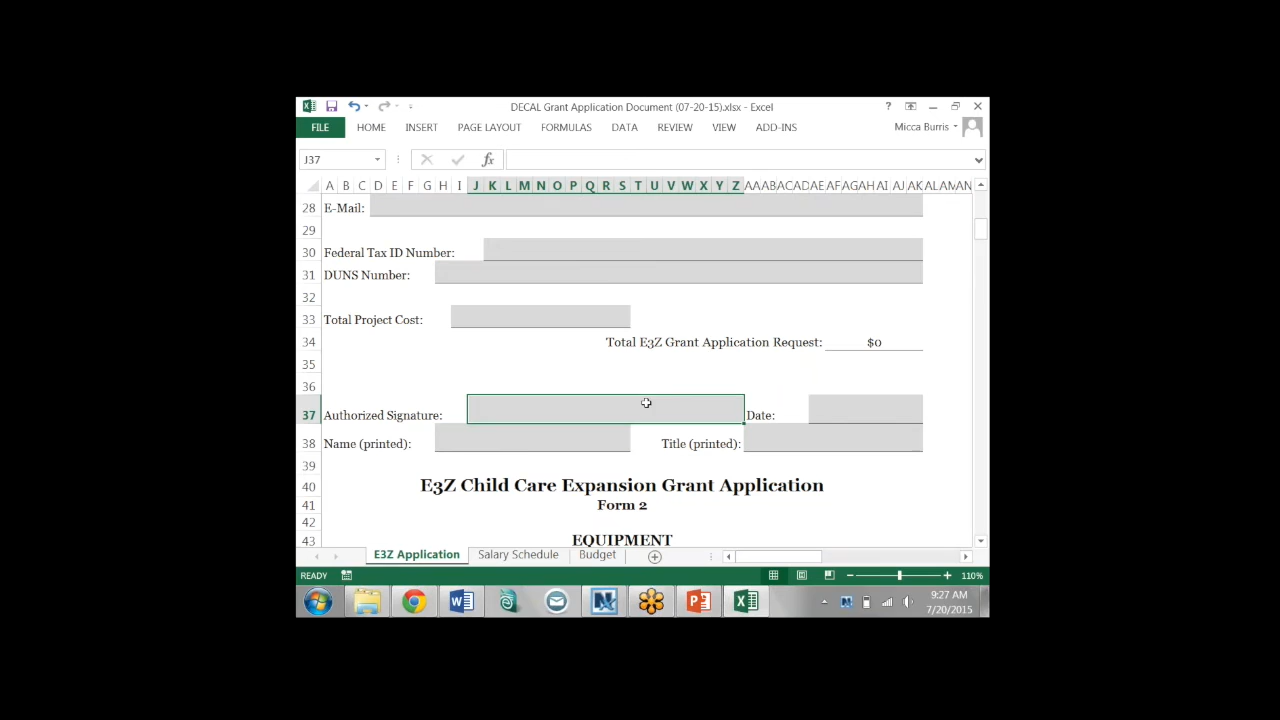 DECAL Grant Application Document (07-20-15).xlsx - Excel
?
FILE HOME INSERT PAGE LAYOUT FORMULAS DATA REVIEW VIEW ADD-INS Micca Burris
J37 fx
A B C D E F G H I J K L M N O P Q R S T U V W X Y Z AA AB AC AD AE AF AG AH AI AJ AK AL AM AN
28 E-Mail:
29
30 Federal Tax ID Number:
31 DUNS Number:
32
33 Total Project Cost:
34 Total E3Z Grant Application Request: $0
35
36
37 Authorized Signature: Date:
38 Name (printed): Title (printed):
39
40 E3Z Child Care Expansion Grant Application
41 Form 2
42
43 EQUIPMENT
E3Z Application Salary Schedule Budget
READY 110%
9:27 AM
7/20/2015